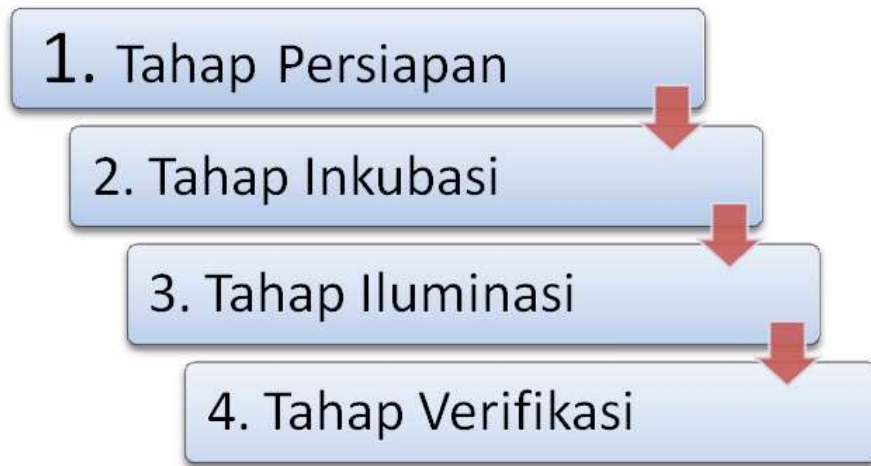 1. Tahap Persiapan
2. Tahap Inkubasi
3. Tahap Iluminasi
4. Tahap Verifikasi